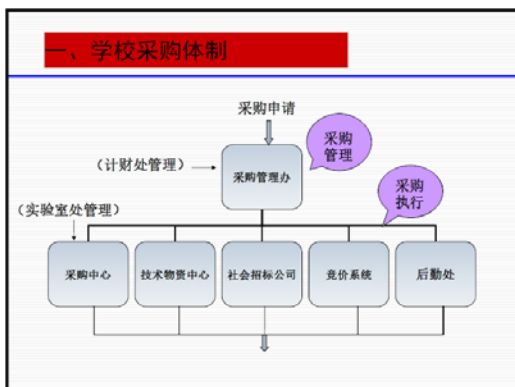 一、学校采购体制
采购申请
采购
管理
（计财处管理）
采购管理办
采购
执行
（实验室处管理）
采购中心
技术物资中心
社会招标公司
竞价系统
后勤处